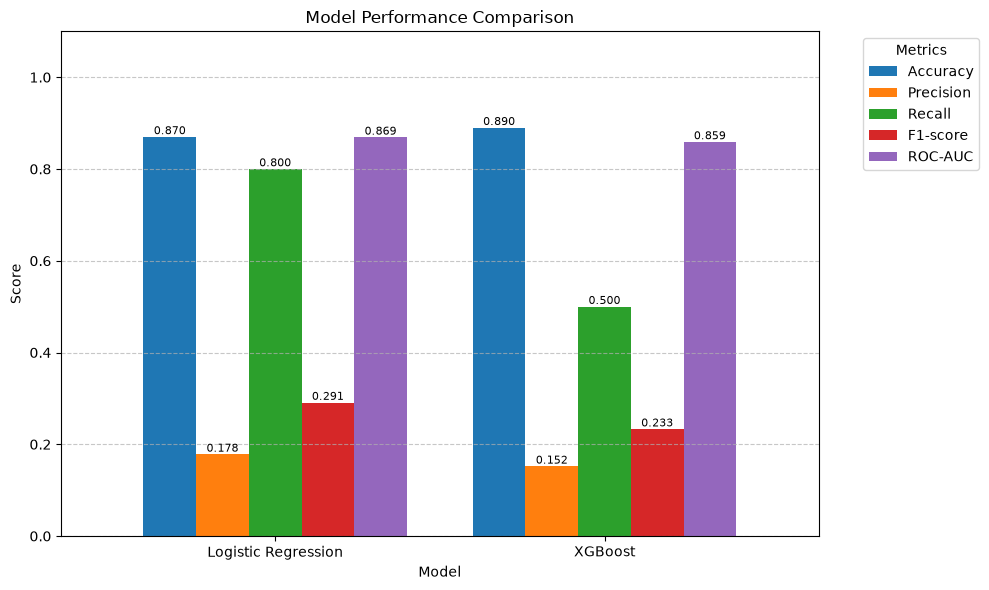 Model Performance Comparison
Metrics
Accuracy
Precision
Recall
F1-score
ROC-AUC
1.0
0.8
0.6
0.4
0.2
0.0
Score
0.870
0.178
0.800
0.291
0.869
0.890
0.152
0.500
0.233
0.859
Logistic Regression
XGBoost
Model